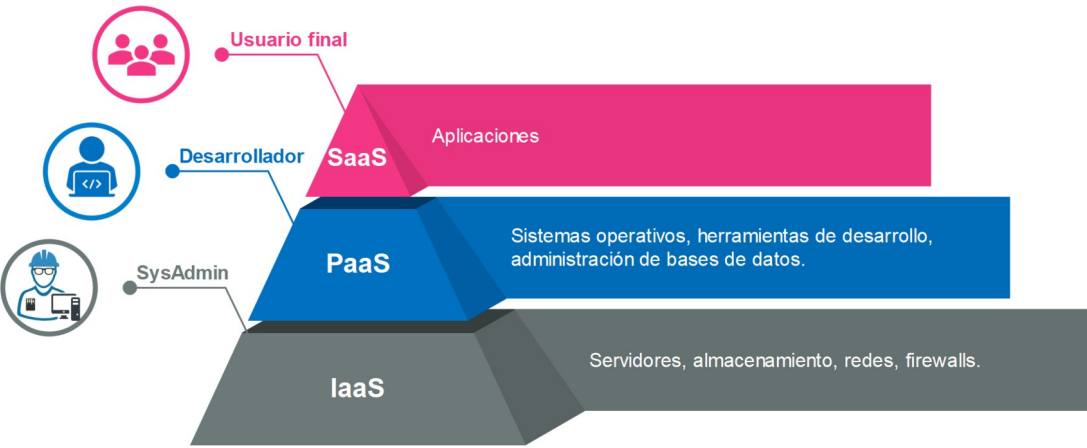 Usuario final
Aplicaciones
SaaS
Desarrollador
</>
Sistemas operativos, herramientas de desarrollo,
administración de bases de datos.
PaaS
SysAdmin
Servidores, almacenamiento, redes, firewalls.
IaaS